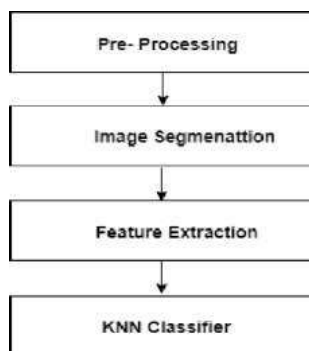 Pre- Processing
Image Segmenattion
Feature Extraction
KNN Classifier